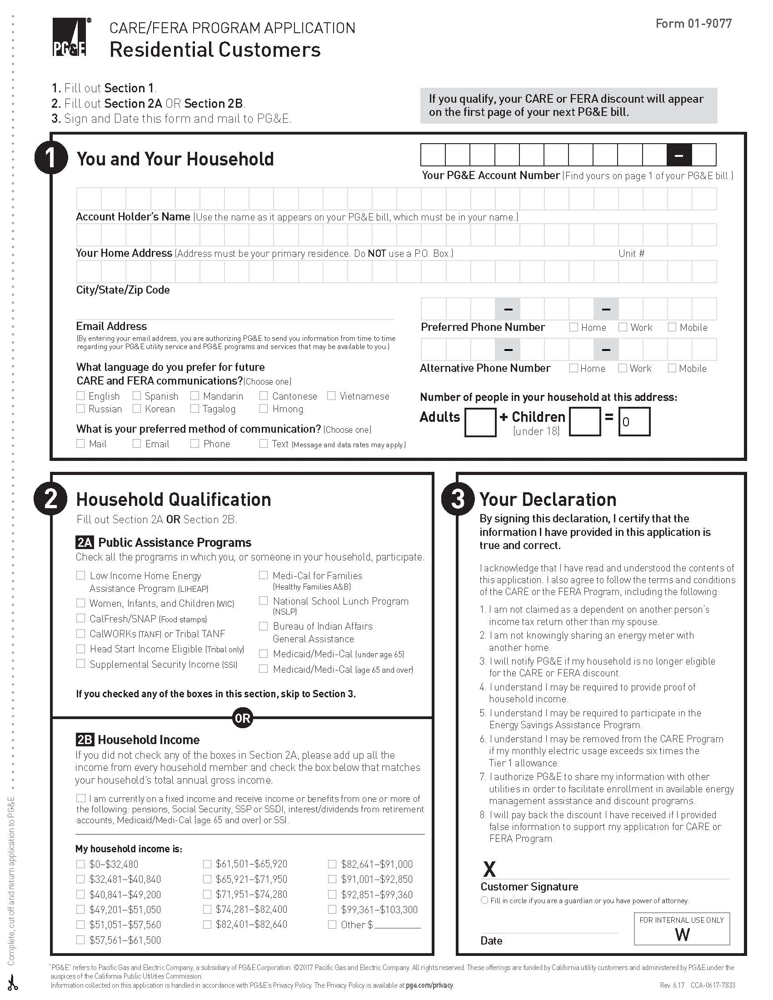 PG&E®
CARE/FERA PROGRAM APPLICATION
Residential Customers
Form 01-9077
1. Fill out Section 1.
2. Fill out Section 2A OR Section 2B.
3. Sign and Date this form and mail to PG&E.
If you qualify, your CARE or FERA discount will appear
on the first page of your next PG&E bill.
1 You and Your Household
–
Your PG&E Account Number (Find yours on page 1 of your PG&E bill.)
Account Holder's Name (Use the name as it appears on your PG&E bill, which must be in your name.)
Your Home Address (Address must be your primary residence. Do NOT use a P.O. Box.) Unit #
City/State/Zip Code
Email Address
(By entering your email address, you are authorizing PG&E to send you information from time to time
regarding your PG&E utility service and PG&E programs and services that may be available to you.)
– –
Preferred Phone Number Home Work Mobile
– –
Alternative Phone Number Home Work Mobile
What language do you prefer for future
CARE and FERA communications?(Choose one)
English Spanish Mandarin Cantonese Vietnamese
Russian Korean Tagalog Hmong
What is your preferred method of communication? (Choose one)
Mail Email Phone Text (Message and data rates may apply.)
Number of people in your household at this address:
Adults + Children = 0
(under 18)
2 Household Qualification
Fill out Section 2A OR Section 2B.
2A Public Assistance Programs
Check all the programs in which you, or someone in your household, participate.
Low Income Home Energy
Assistance Program (LIHEAP)
Women, Infants, and Children (WIC)
CalFresh/SNAP (Food stamps)
CalWORKs (TANF) or Tribal TANF
Head Start Income Eligible (Tribal only)
Supplemental Security Income (SSI)
Medi-Cal for Families
(Healthy Families A&B)
National School Lunch Program
(NSLP)
Bureau of Indian Affairs
General Assistance
Medicaid/Medi-Cal (under age 65)
Medicaid/Medi-Cal (age 65 and over)
If you checked any of the boxes in this section, skip to Section 3.
OR
2B Household Income
If you did not check any of the boxes in Section 2A, please add up all the
income from every household member and check the box below that matches
your household's total annual gross income.
I am currently on a fixed income and receive income or benefits from one or more of
the following: pensions, Social Security, SSP or SSDI, interest/dividends from retirement
accounts, Medicaid/Medi-Cal (age 65 and over) or SSI.
My household income is:
$0–$32,480
$32,481–$40,840
$40,841–$49,200
$49,201–$51,050
$51,051–$57,560
$57,561–$61,500
$61,501–$65,920
$65,921–$71,950
$71,951–$74,280
$74,281–$82,400
$82,401–$82,640
$82,641–$91,000
$91,001–$92,850
$92,851–$99,360
$99,361–$103,300
Other $
3 Your Declaration
By signing this declaration, I certify that the
information I have provided in this application is
true and correct.
I acknowledge that I have read and understood the contents of
this application. I also agree to follow the terms and conditions
of the CARE or the FERA Program, including the following:
1. I am not claimed as a dependent on another person's
income tax return other than my spouse.
2. I am not knowingly sharing an energy meter with
another home.
3. I will notify PG&E if my household is no longer eligible
for the CARE or FERA discount.
4. I understand I may be required to provide proof of
household income.
5. I understand I may be required to participate in the
Energy Savings Assistance Program.
6. I understand I may be removed from the CARE Program
if my monthly electric usage exceeds six times the
Tier 1 allowance.
7. I authorize PG&E to share my information with other
utilities in order to facilitate enrollment in available energy
management assistance and discount programs.
8. I will pay back the discount I have received if I provided
false information to support my application for CARE or
FERA Program.
X
Customer Signature
Fill in circle if you are a guardian or you have power of attorney.
Date
FOR INTERNAL USE ONLY
W
Complete, cut off and return application to PG&E.
"PG&E" refers to Pacific Gas and Electric Company, a subsidiary of PG&E Corporation. ©2017 Pacific Gas and Electric Company. All rights reserved. These offerings are funded by California utility customers and administered by PG&E under the
auspices of the California Public Utilities Commission.
Information collected on this application is handled in accordance with PG&E's Privacy Policy. The Privacy Policy is available at pge.com/privacy.
Rev. 6.17 CCA-0617-7833